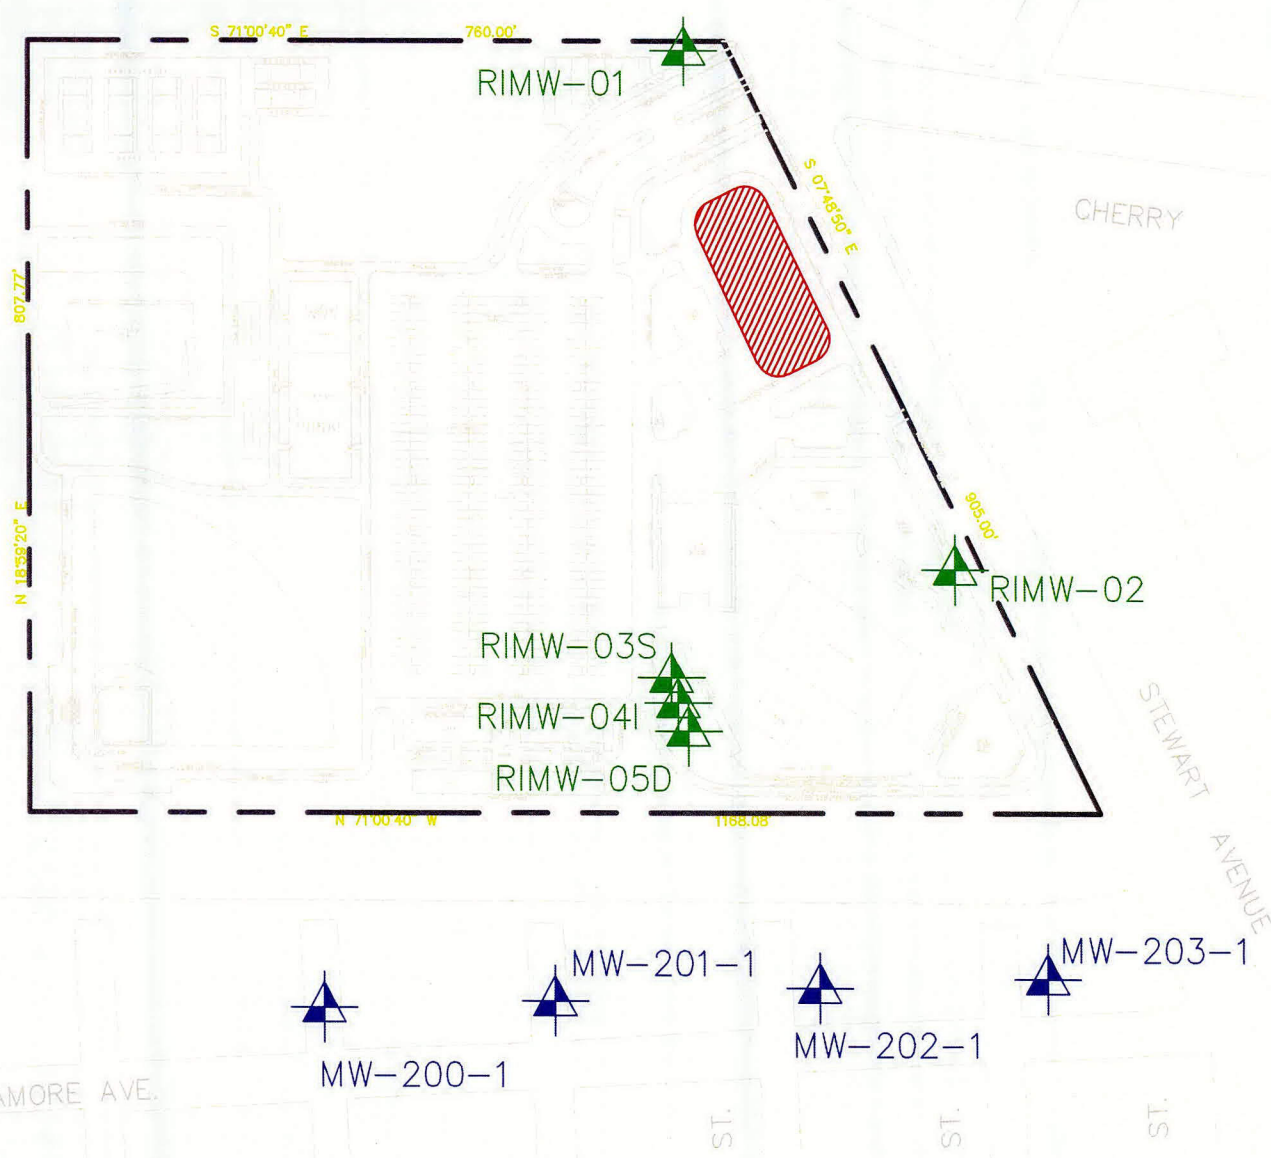 S 71°00'40" E
760.00'
RIMW-01
S 07°48'50" E
CHERRY
807.77'
905.00'
N 18°59'20" E
RIMW-02
RIMW-03S
RIMW-04I
RIMW-05D
STEWART
AVENUE
N 71°00'40" W
1168.08'
MW-201-1
MW-203-1
MW-202-1
MW-200-1
AMORE AVE.
ST.
ST.
ST.